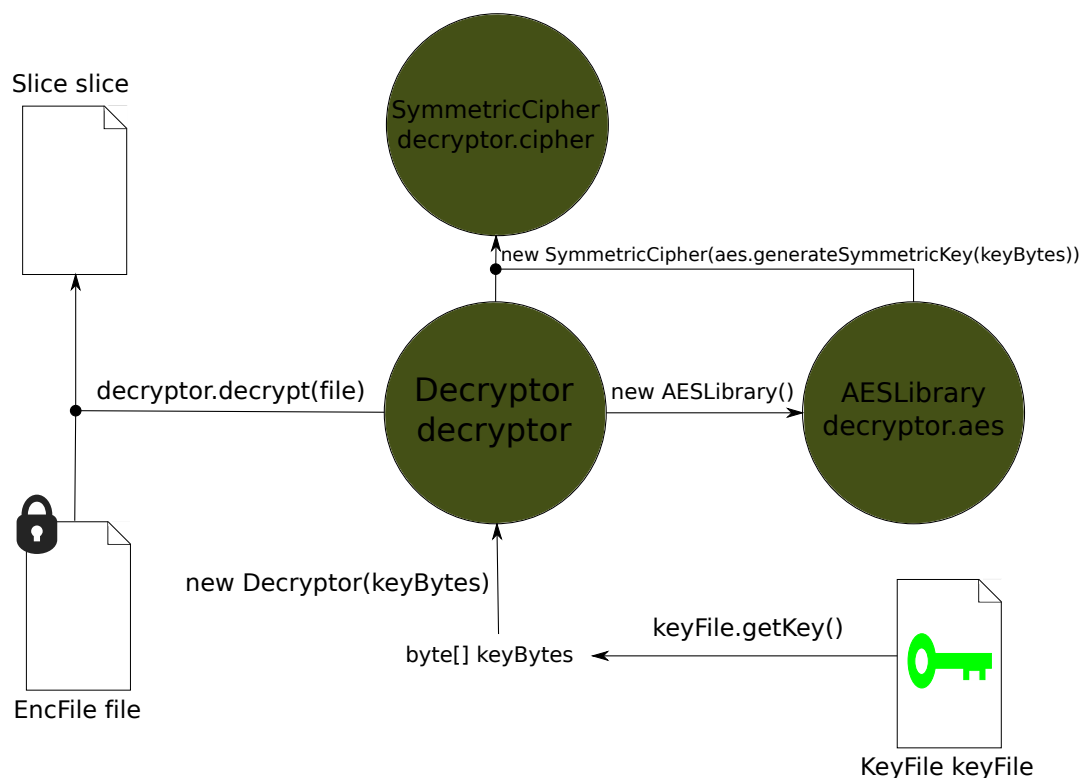 Slice slice
SymmetricCipher
decryptor.cipher
new SymmetricCipher(aes.generateSymmetricKey(keyBytes))
decryptor.decrypt(file)
Decryptor
decryptor
new AESLibrary()
AESLibrary
decryptor.aes
new Decryptor(keyBytes)
byte[] keyBytes
keyFile.getKey()
EncFile file
KeyFile keyFile